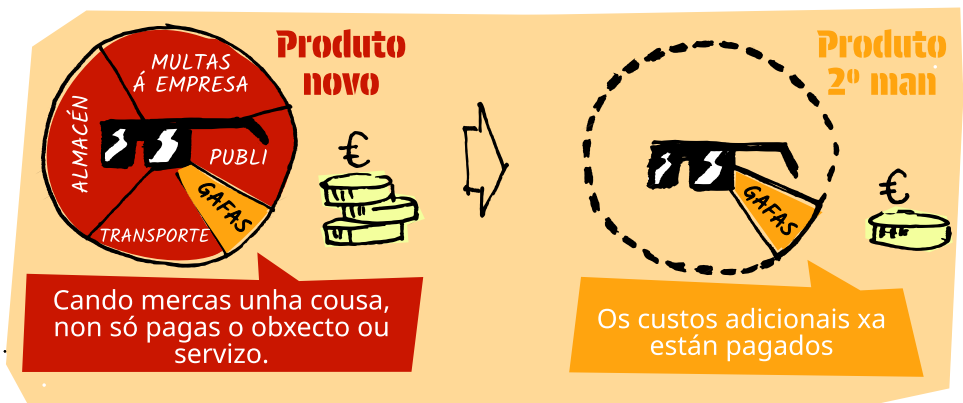 Produto
novo
MULTAS
Á EMPRESA
ALMACÉN
PUBLI
GAFAS
TRANSPORTE
€
Cando mercas unha cousa,
non só pagas o obxecto ou
servizo.
Produto
2º man
GAFAS
€
Os custos adicionais xa
están pagados